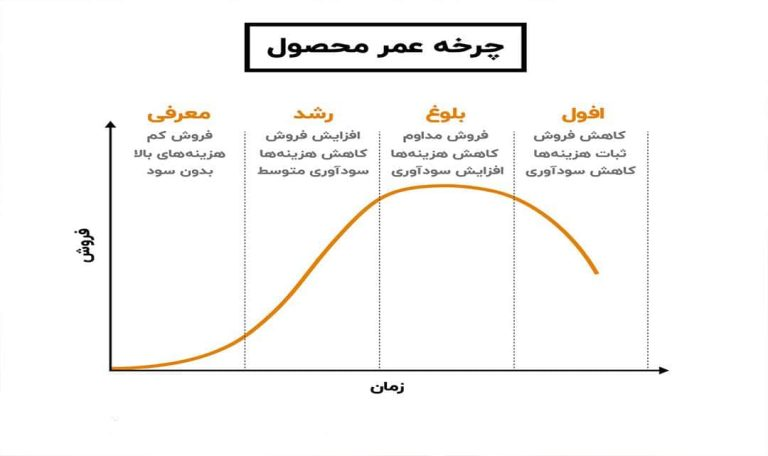 چرخه عمر محصول
معرفی
فروش کم
هزینه‌های بالا
بدون سود
رشد
افزایش فروش
کاهش هزینه‌ها
سودآوری متوسط
بلوغ
فروش مداوم
کاهش هزینه‌ها
افزایش سودآوری
افول
کاهش فروش
ثبات هزینه‌ها
کاهش سودآوری
فروش
زمان